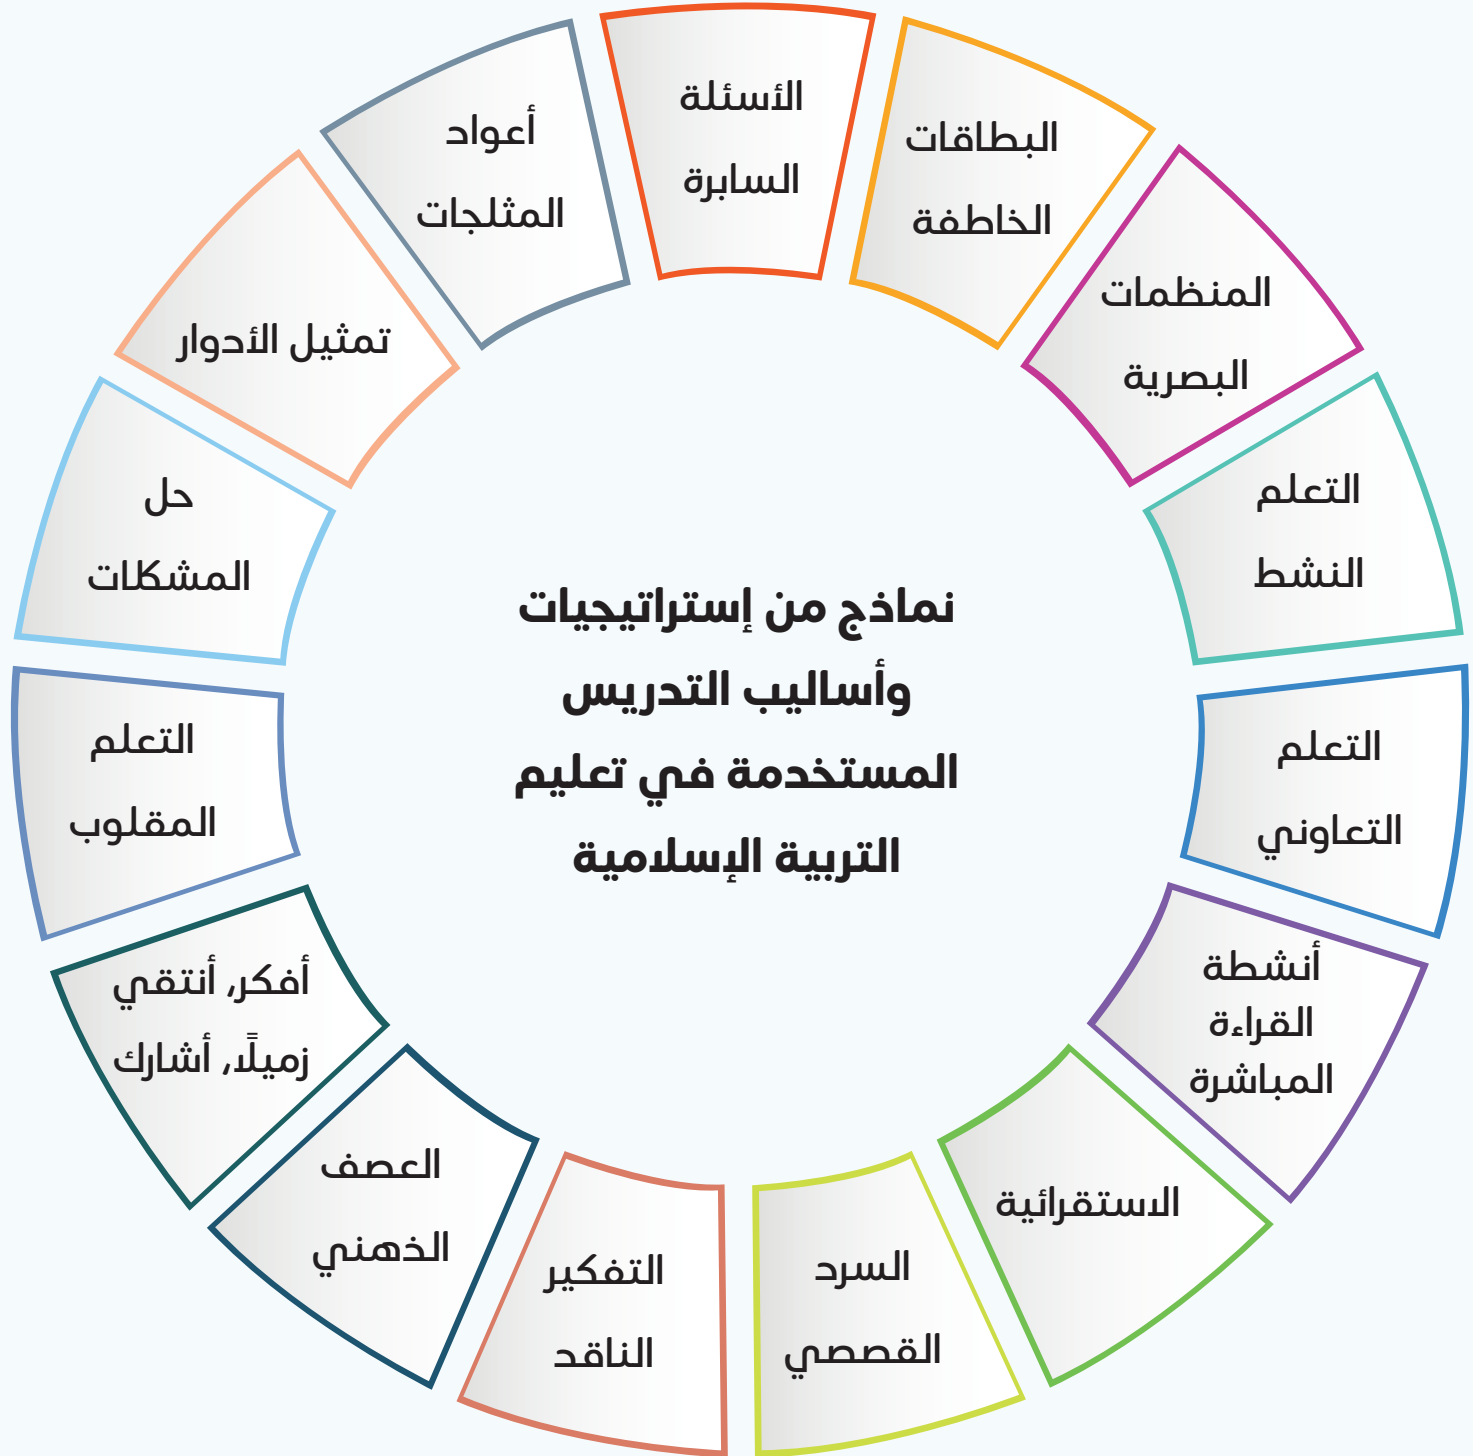 نماذج من إستراتيجيات
وأساليب التدريس
المستخدمة في تعليم
التربية الإسلامية
الأسئلة
السابرة
البطاقات
الخاطفة
المنظمات
البصرية
التعلم
النشط
التعلم
التعاوني
أنشطة
القراءة
المباشرة
الاستقرائية
السرد
القصصي
التفكير
الناقد
العصف
الذهني
أفكر، أنتقي
زميلًا، أشارك
التعلم
المقلوب
حل
المشكلات
تمثيل الأدوار
أعواد
المثلجات